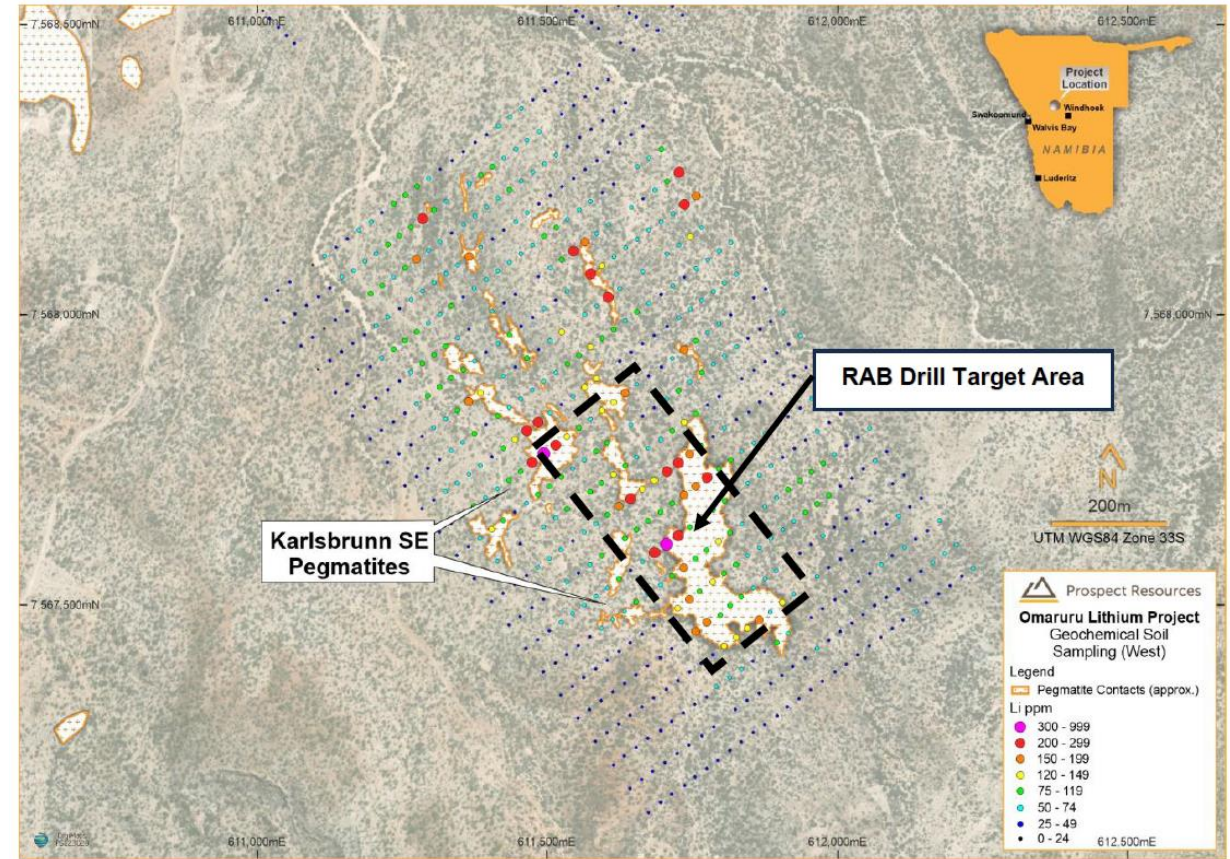 611,000mE
611,500mE
612,000mE
612,500mE
7,568,500mN
Project
Location
Swakopmund
Windhoek
Walvis Bay
NAMIBIA
Luderitz
7,568,000mN
7,568,000mN
RAB Drill Target Area
N
200m
UTM WGS84 Zone 33S
Karlsbrunn SE
Pegmatites
7,567,500mN
Prospect Resources
Omaruru Lithium Project
Geochemical Soil
Sampling (West)
Legend
Pegmatite Contacts (approx.)
Li ppm
300 - 999
200 - 299
150 - 199
120 - 149
75 - 119
50 - 74
25 - 49
0 - 24
611,000mE
611,500mE
612,000mE
612,500mE